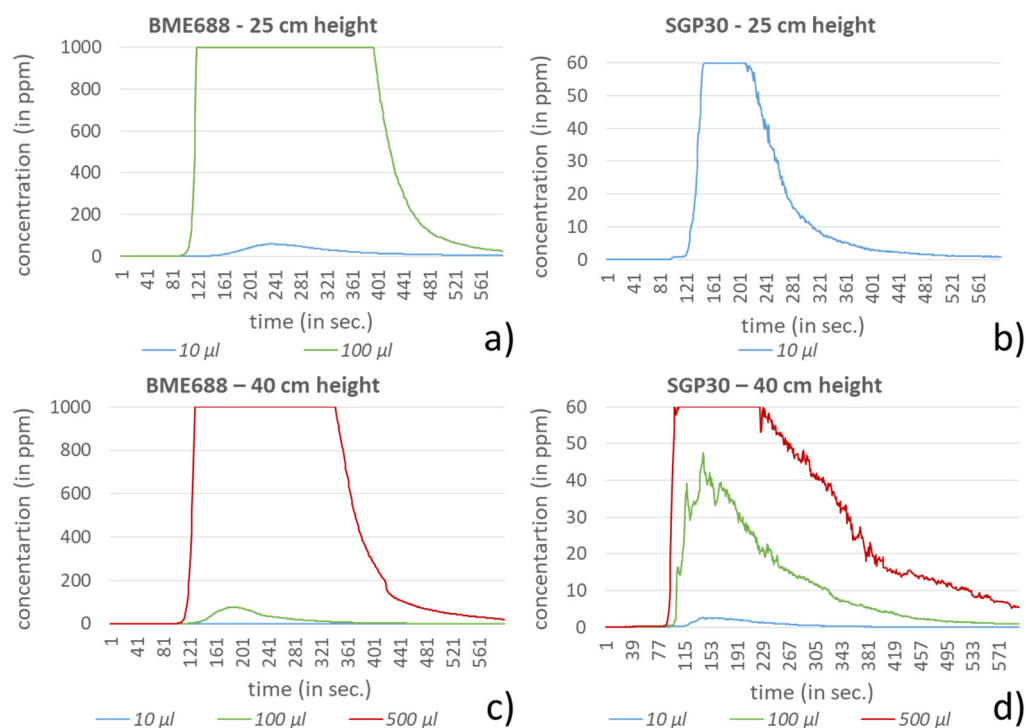 BME688 - 25 cm height
concentration (in ppm)
1000
800
600
400
200
0
1 41 81 121 161 201 241 281 321 361 401 441 481 521 561
time (in sec.)
10 µl 100 µl
a)
SGP30 - 25 cm height
concentration (in ppm)
60
50
40
30
20
10
0
1 41 81 121 161 201 241 281 321 361 401 441 481 521 561
time (in sec.)
10 µl
b)
BME688 – 40 cm height
concentartion (in ppm)
1000
800
600
400
200
0
1 41 81 121 161 201 241 281 321 361 401 441 481 521 561
time (in sec.)
10 µl 100 µl 500 µl
c)
SGP30 – 40 cm height
concentartion (in ppm)
60
50
40
30
20
10
0
1 39 77 115 153 191 229 267 305 343 381 419 457 495 533 571
time (in sec.)
10 µl 100 µl 500 µl
d)